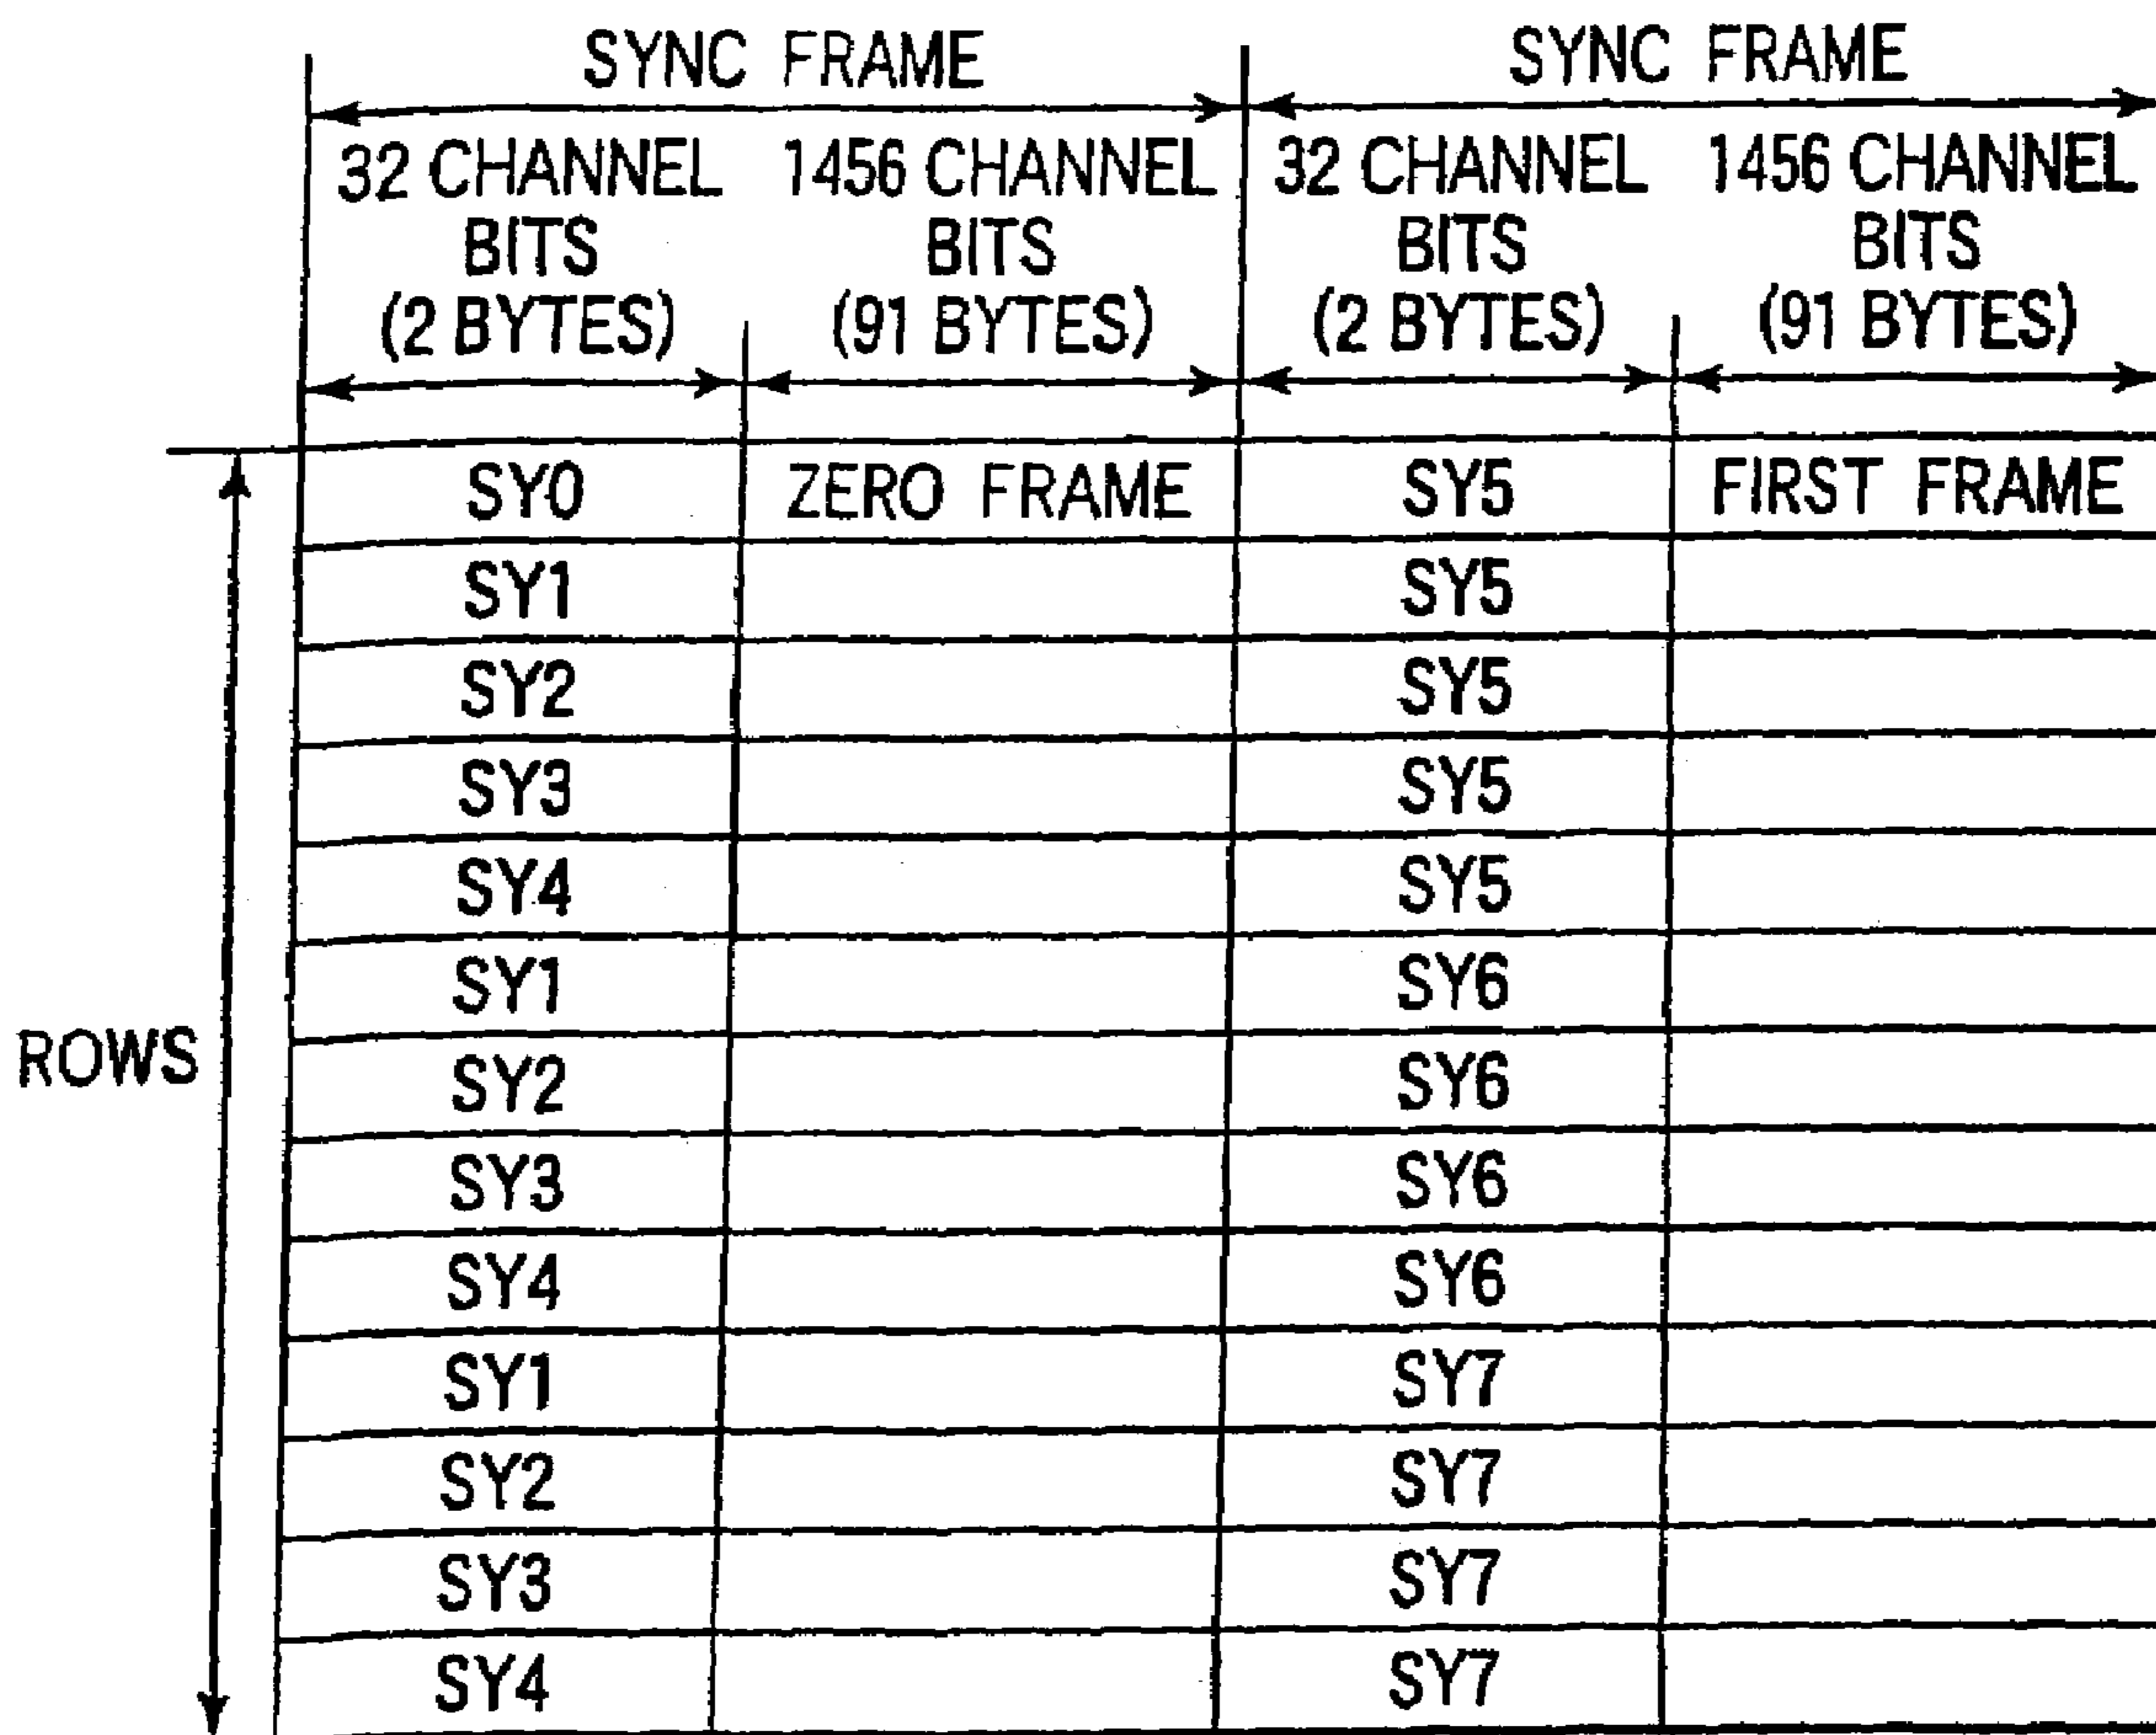 SYNC FRAME SYNC FRAME
32 CHANNEL BITS (2 BYTES) 1456 CHANNEL BITS (91 BYTES) 32 CHANNEL BITS (2 BYTES) 1456 CHANNEL BITS (91 BYTES)
SY0 ZERO FRAME SY5 FIRST FRAME
SY1 SY5
SY2 SY5
SY3 SY5
SY4 SY5
SY1 SY6
ROWS
SY2 SY6
SY3 SY6
SY4 SY6
SY1 SY7
SY2 SY7
SY3 SY7
SY4 SY7